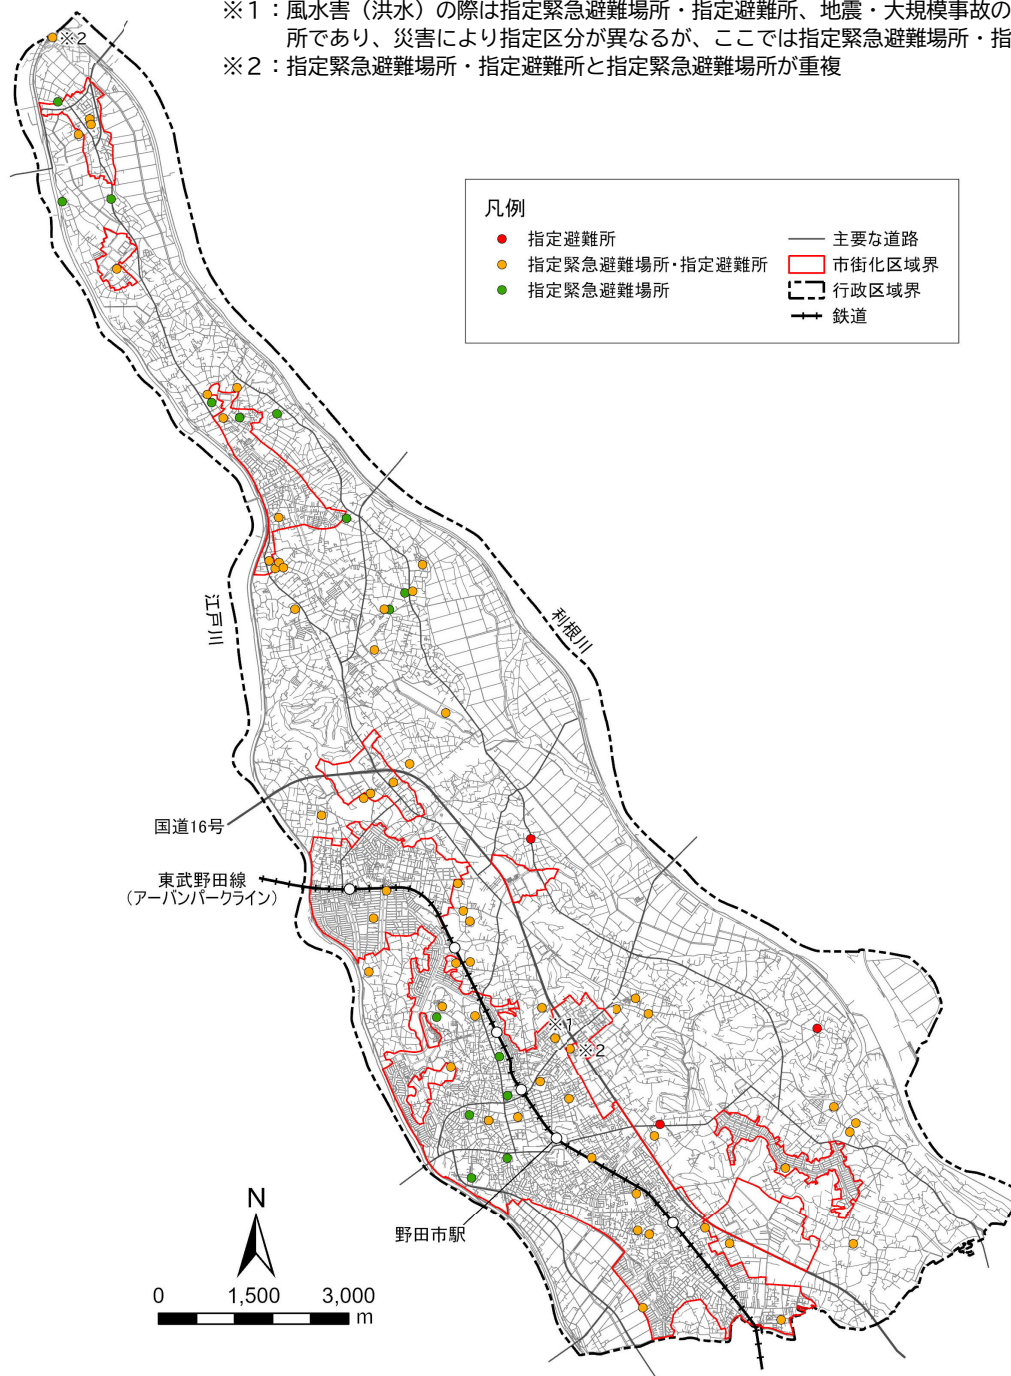 ※１：風水害（洪水）の際は指定緊急避難場所・指定避難所、地震・大規模事故の
所であり、災害により指定区分が異なるが、ここでは指定緊急避難場所・指
※２：指定緊急避難場所・指定避難所と指定緊急避難場所が重複
※2
凡例
指定避難所
指定緊急避難場所・指定避難所
指定緊急避難場所
主要な道路
市街化区域界
行政区域界
鉄道
江戸川
利根川
国道16号
東武野田線
（アーバンパークライン）
※1
※2
野田市駅
N
0 1,500 3,000
m